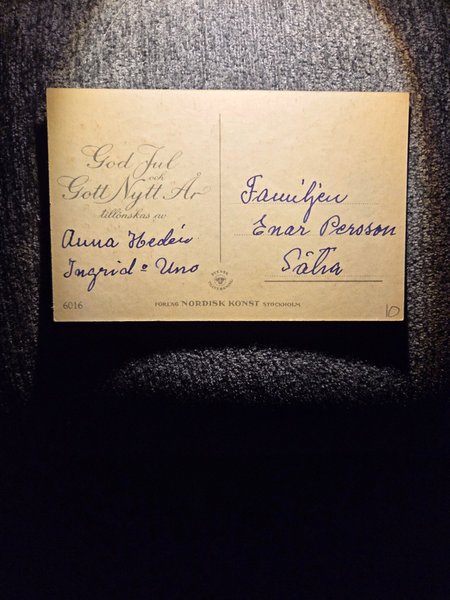 God Jul
och
Gott Nytt År
tillönskas av
Anna Hedén
Ingrid o Uno
Familjen
Enar Persson
Sätra
6016
FÖRLAG NORDISK KONST STOCKHOLM
10